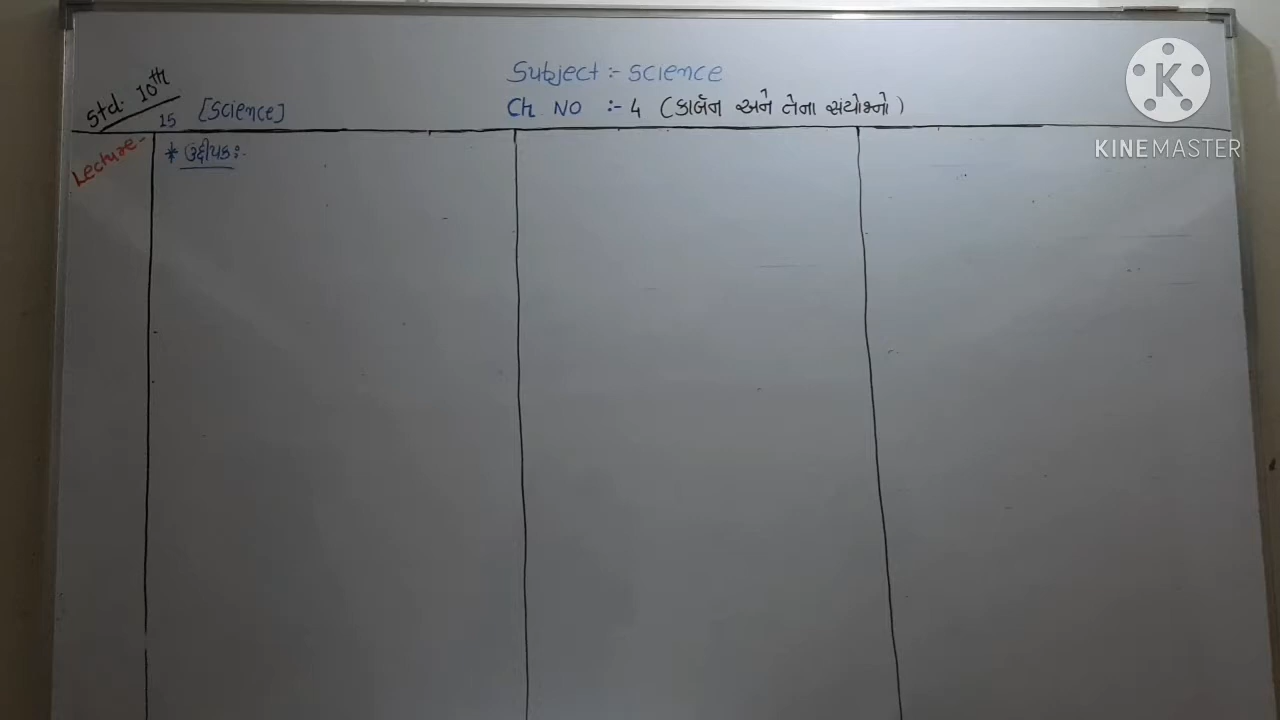 Subject :- Science
Std. 10th
15 [Science]
Ch NO :- 4 (કાર્બન અને તેના સંયોજનો)
Lecture-
* ઉદ્દીપક :-
K
KINEMASTER